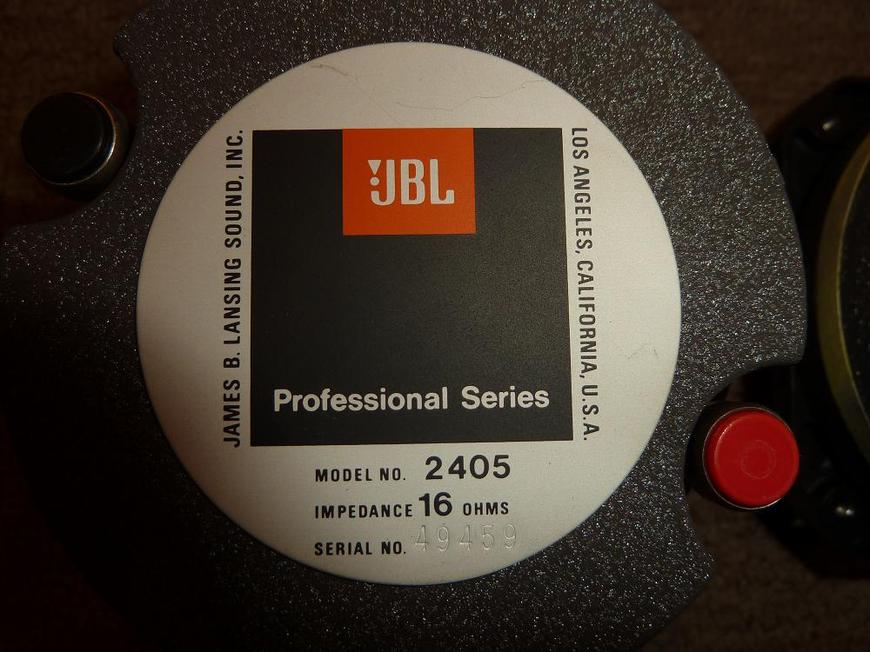 JBL
JAMES B. LANSING SOUND, INC.
LOS ANGELES, CALIFORNIA, U.S.A.
Professional Series
MODEL NO. 2405
IMPEDANCE 16 OHMS
SERIAL NO. 49459